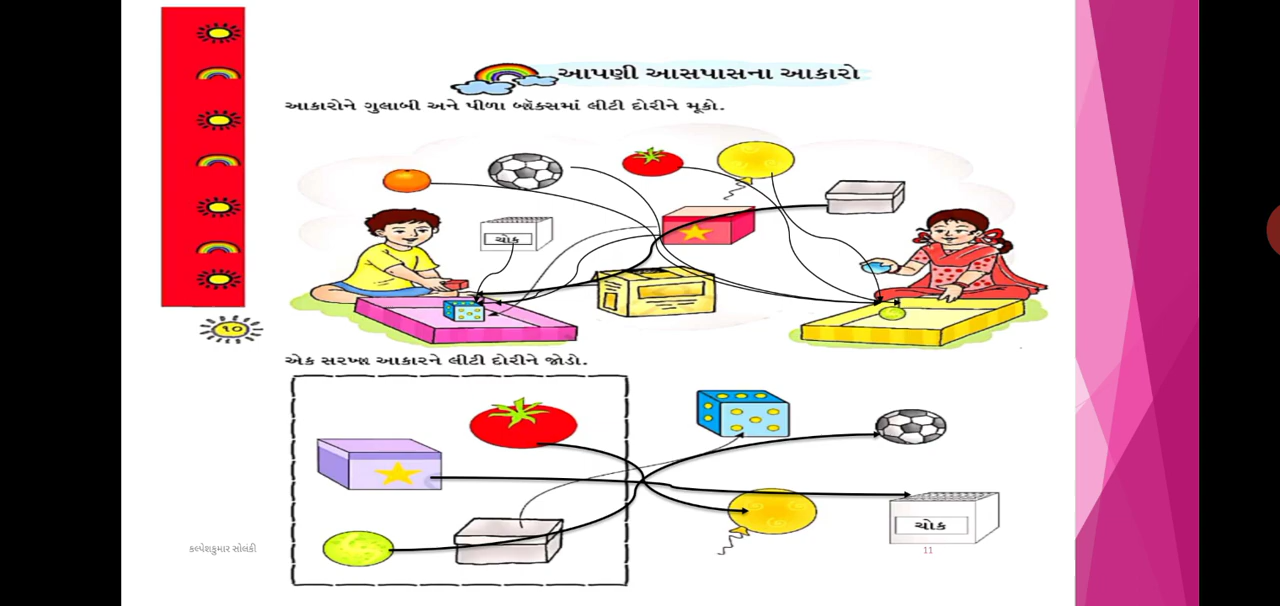 આપણી આસપાસના આકારો
આકારોને ગુલાબી અને પીળા બૉક્સમાં લીટી દોરીને મૂકો.
ચોક
૧૦
એક સરખા આકારને લીટી દોરીને જોડો.
ચોક
કલ્પેશકુમાર સોલંકી
11